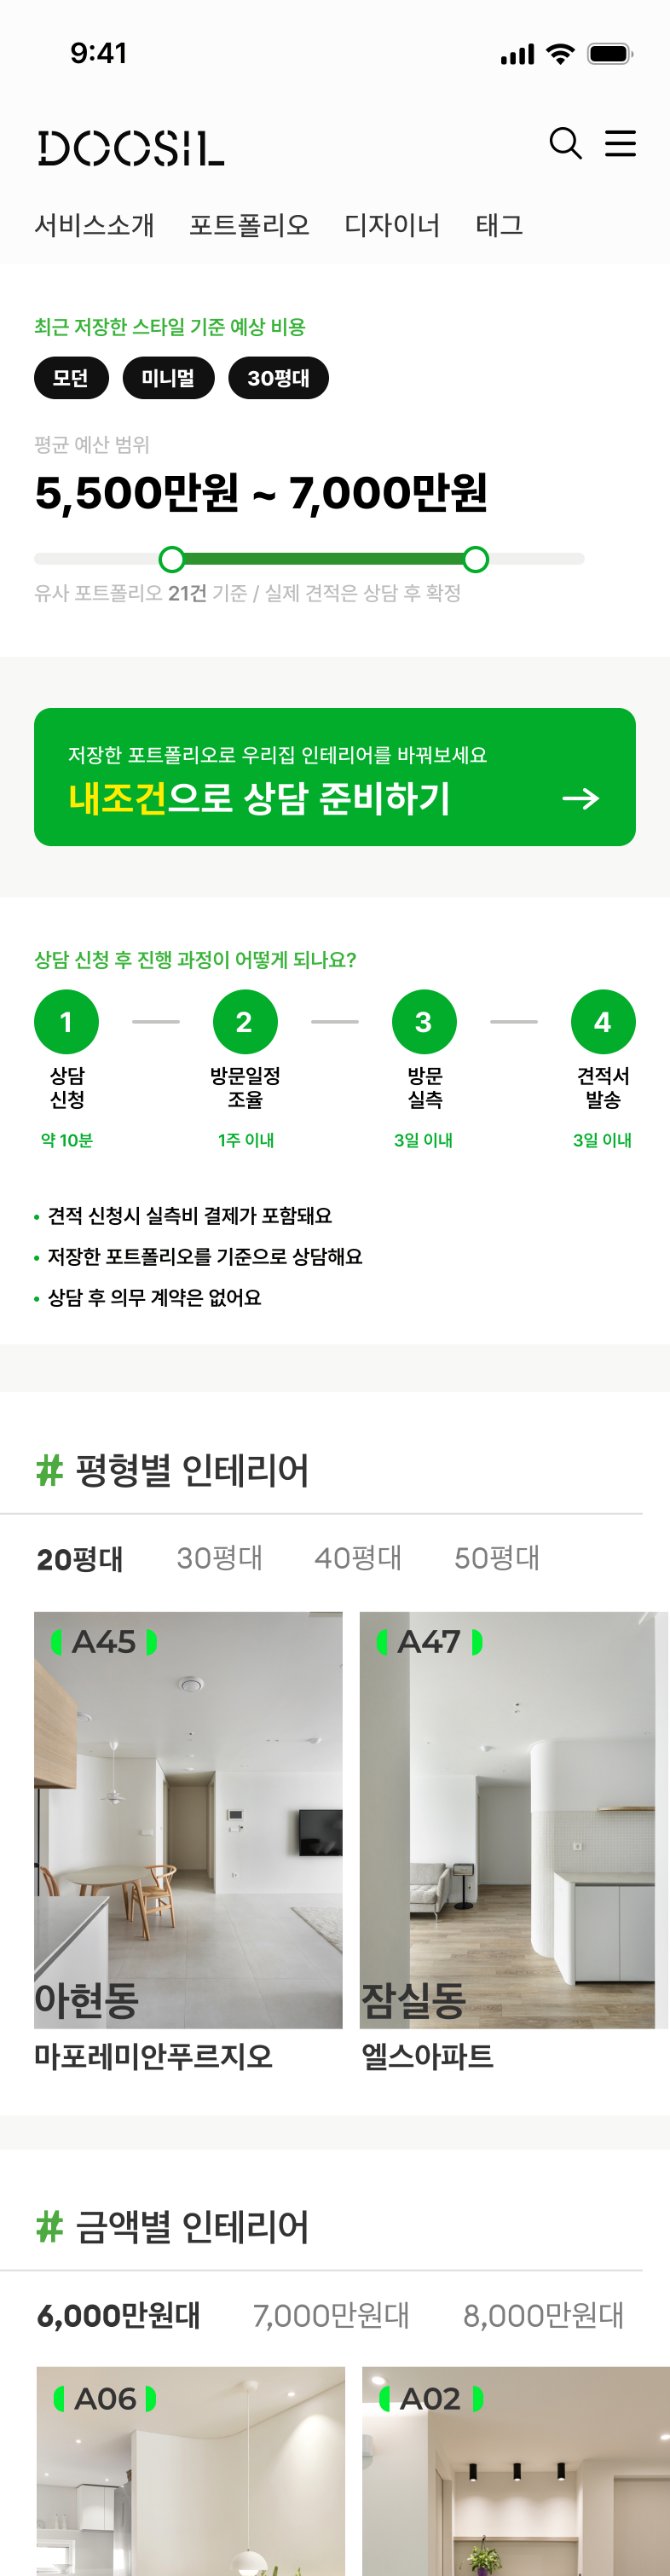 9:41
DOOSIL
서비스소개 포트폴리오 디자이너 태그
최근 저장한 스타일 기준 예상 비용
모던 미니멀 30평대
평균 예산 범위
5,500만원 ~ 7,000만원
유사 포트폴리오 21건 기준 / 실제 견적은 상담 후 확정
저장한 포트폴리오로 우리집 인테리어를 바꿔보세요
내조건으로 상담 준비하기
상담 신청 후 진행 과정이 어떻게 되나요?
1 2 3 4
상담 방문일정 방문 견적서
신청 조율 실측 발송
약 10분 1주 이내 3일 이내 3일 이내
• 견적 신청시 실측비 결제가 포함돼요
• 저장한 포트폴리오를 기준으로 상담해요
• 상담 후 의무 계약은 없어요
# 평형별 인테리어
20평대 30평대 40평대 50평대
A45 A47
아현동 잠실동
마포레미안푸르지오 엘스아파트
# 금액별 인테리어
6,000만원대 7,000만원대 8,000만원대
A06 A02